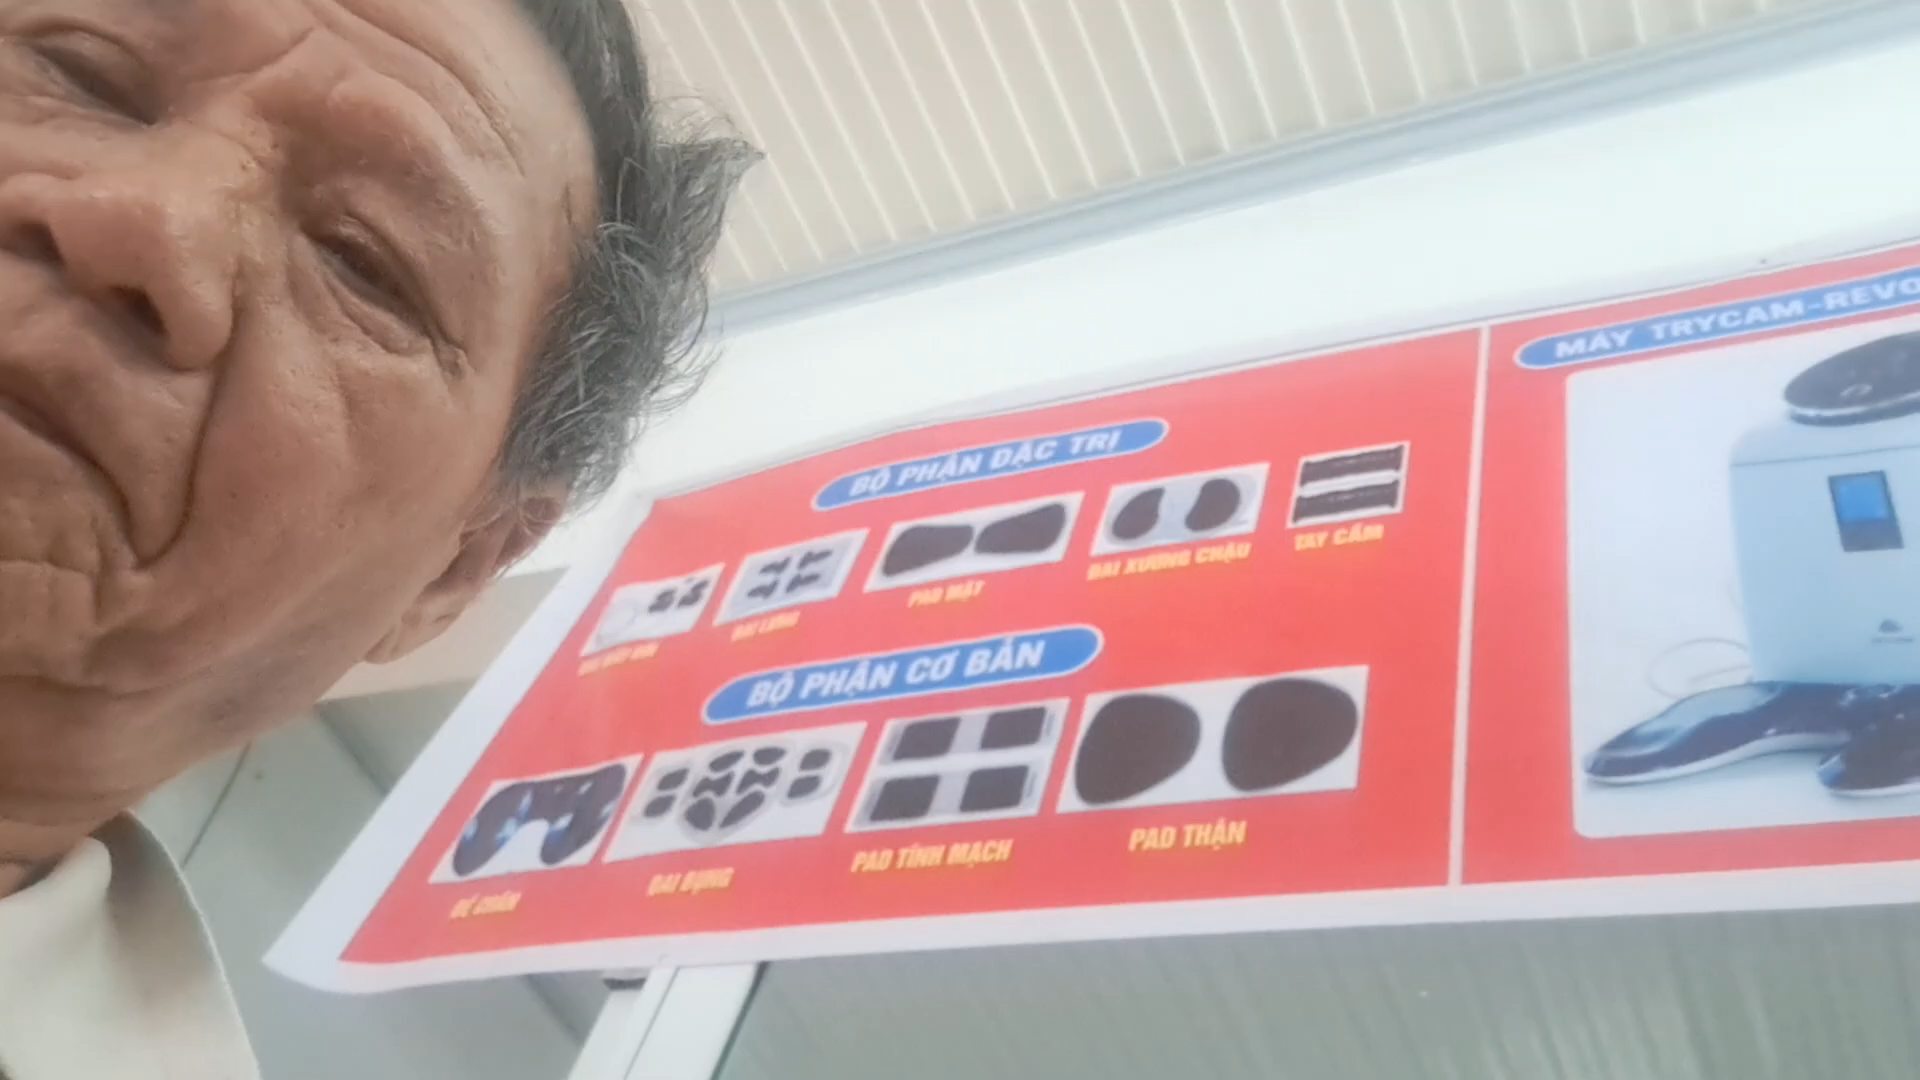 BỘ PHẬN ĐẶC TRỊ
ĐAI LƯNG
PAD MẶT
ĐAI XƯƠNG CHẬU
TAY CẦM
BỘ PHẬN CƠ BẢN
ĐẾ CHÂN
ĐAI BỤNG
PAD TĨNH MẠCH
PAD THẬN
MÁY TRYCAM-REVO